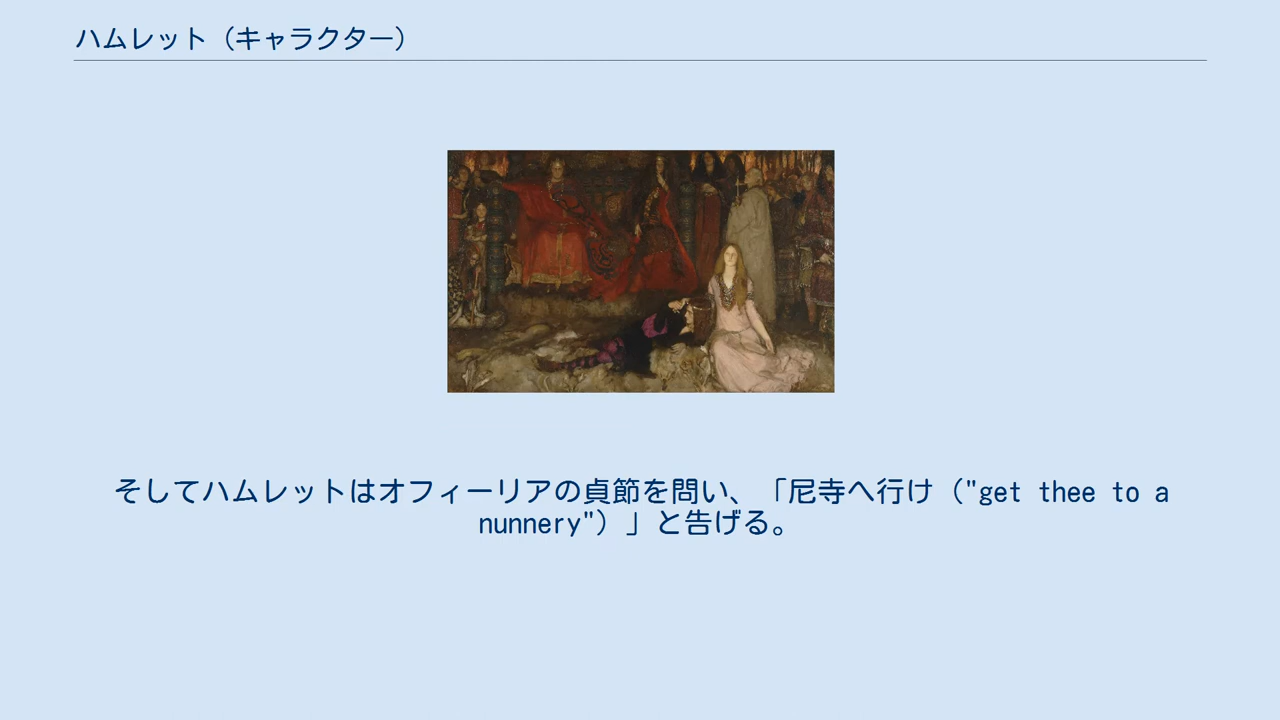 ハムレット（キャラクター）
そしてハムレットはオフィーリアの貞節を問い、「尼寺へ行け（"get thee to a
nunnery"）」と告げる。